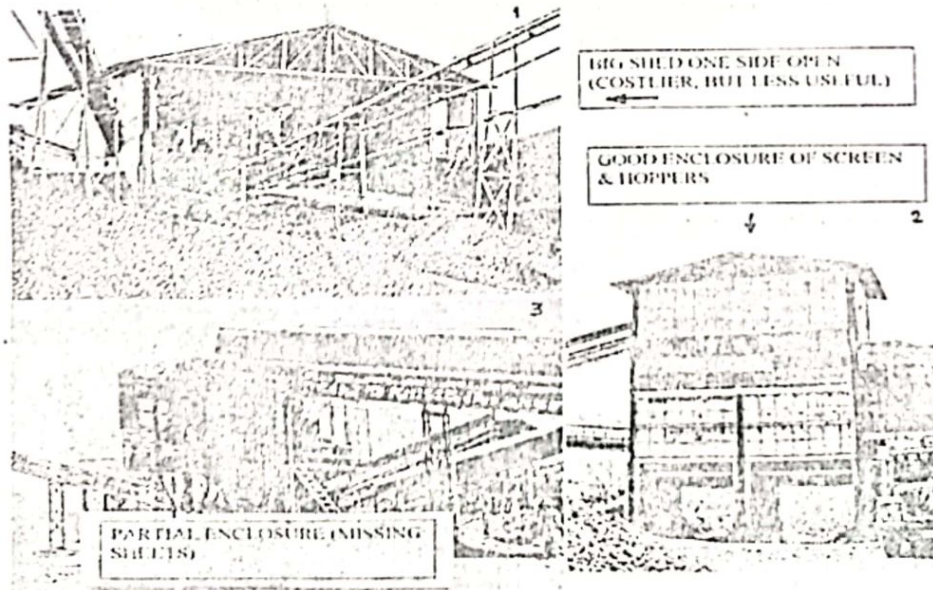 1
BIG SHED ONE SIDE OPEN
(COSTLIER, BUT LESS USEFUL)
GOOD ENCLOSURE OF SCREEN
& HOPPERS
2
3
PARTIAL ENCLOSURE (MISSING
SHEETS)